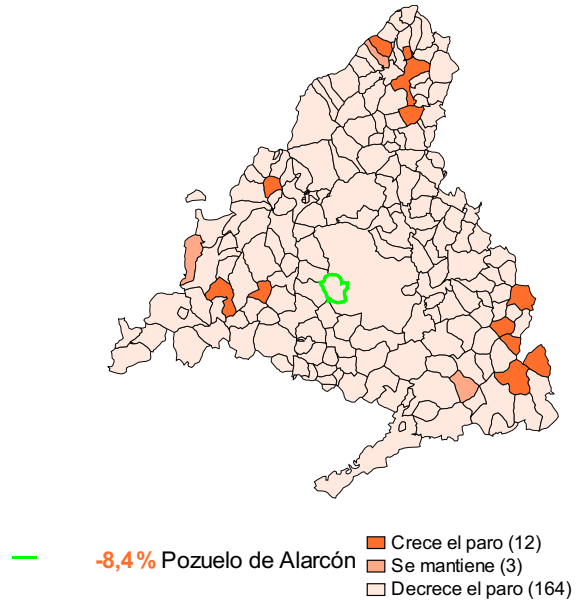 -8,4% Pozuelo de Alarcón
Crece el paro (12)
Se mantiene (3)
Decrece el paro (164)